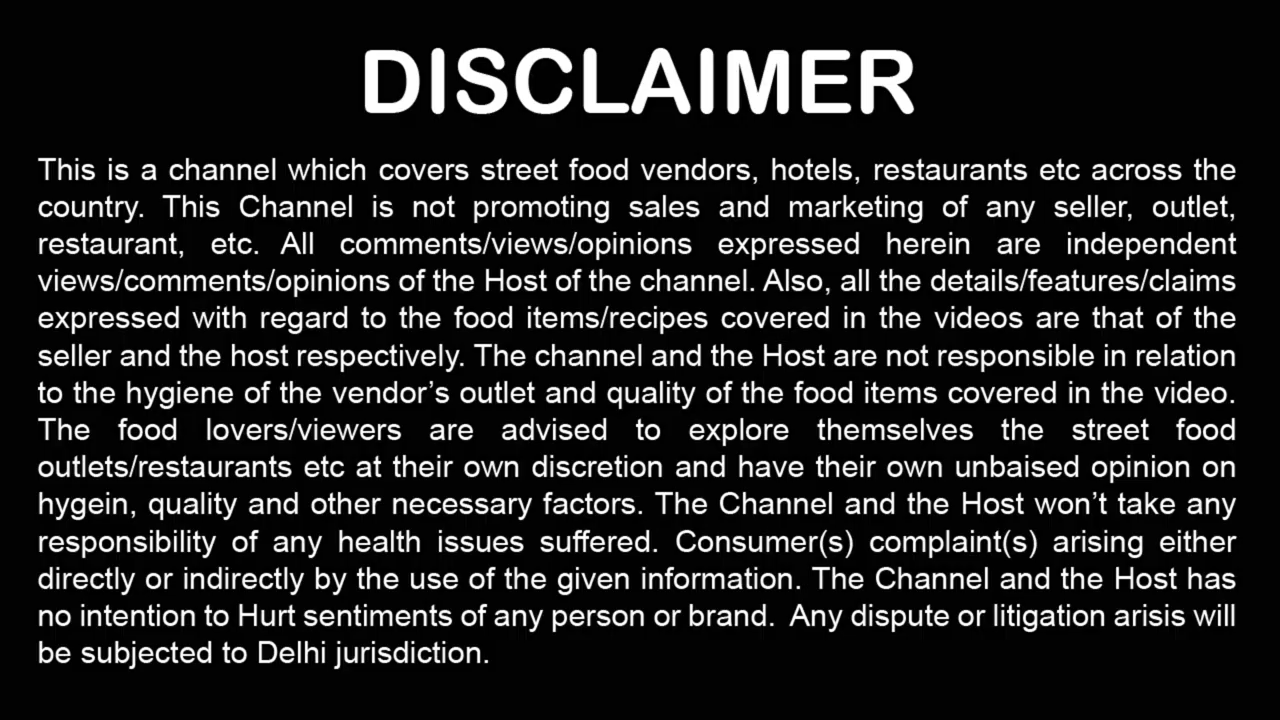 DISCLAIMER
This is a channel which covers street food vendors, hotels, restaurants etc across the
country. This Channel is not promoting sales and marketing of any seller, outlet,
restaurant, etc. All comments/views/opinions expressed herein are independent
views/comments/opinions of the Host of the channel. Also, all the details/features/claims
expressed with regard to the food items/recipes covered in the videos are that of the
seller and the host respectively. The channel and the Host are not responsible in relation
to the hygiene of the vendor’s outlet and quality of the food items covered in the video.
The food lovers/viewers are advised to explore themselves the street food
outlets/restaurants etc at their own discretion and have their own unbaised opinion on
hygein, quality and other necessary factors. The Channel and the Host won’t take any
responsibility of any health issues suffered. Consumer(s) complaint(s) arising either
directly or indirectly by the use of the given information. The Channel and the Host has
no intention to Hurt sentiments of any person or brand.  Any dispute or litigation arisis will
be subjected to Delhi jurisdiction.